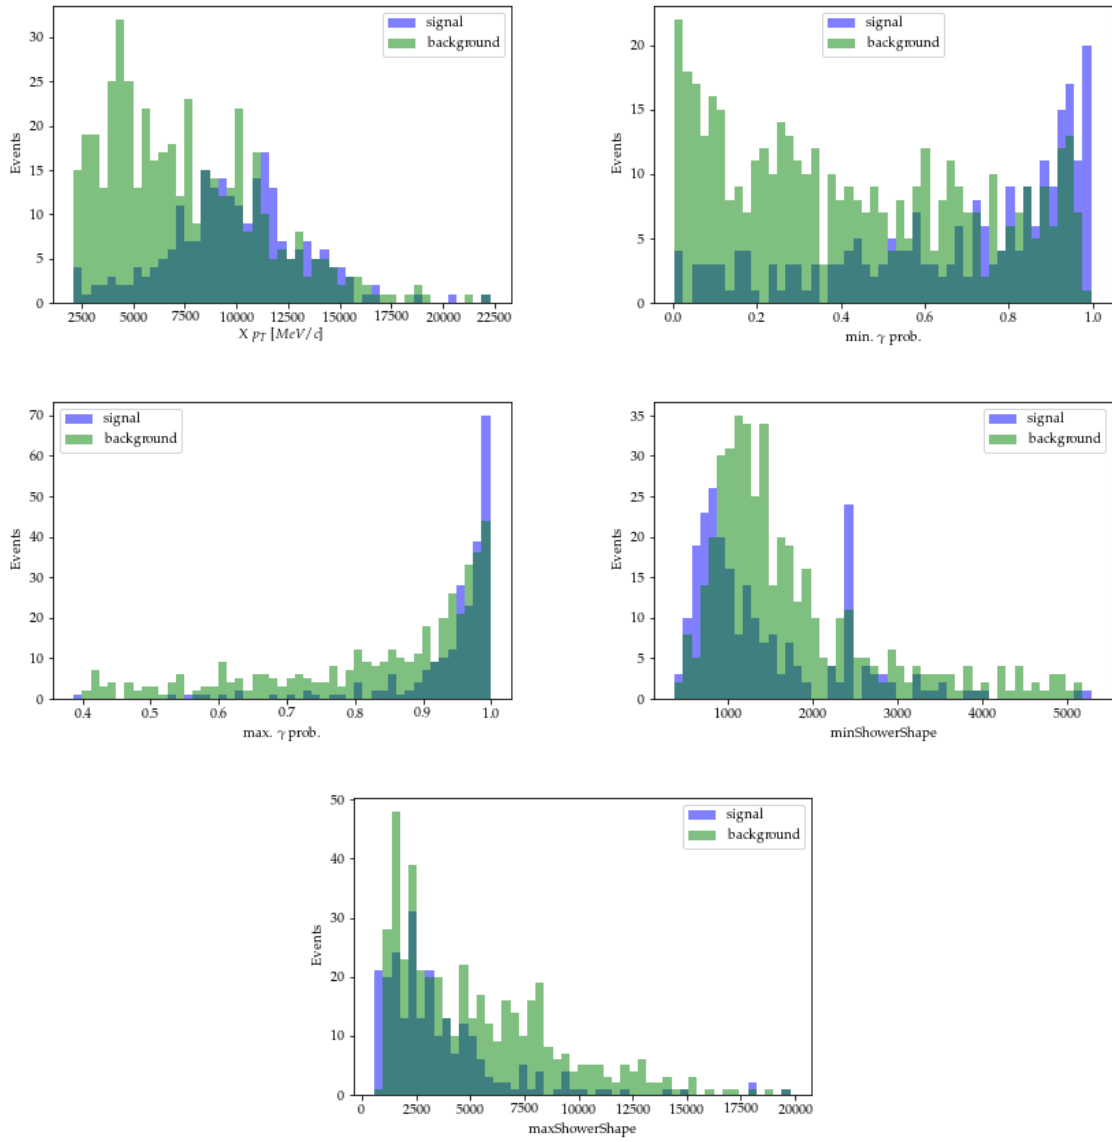 signal
background
Events
30
25
20
15
10
5
0
2500 5000 7500 10000 12500 15000 17500 20000 22500
X p_T [MeV/c]
signal
background
Events
20
15
10
5
0
0.0 0.2 0.4 0.6 0.8 1.0
min. γ prob.
signal
background
Events
70
60
50
40
30
20
10
0
0.4 0.5 0.6 0.7 0.8 0.9 1.0
max. γ prob.
signal
background
Events
35
30
25
20
15
10
5
0
1000 2000 3000 4000 5000
minShowerShape
signal
background
Events
50
40
30
20
10
0
0 2500 5000 7500 10000 12500 15000 17500 20000
maxShowerShape